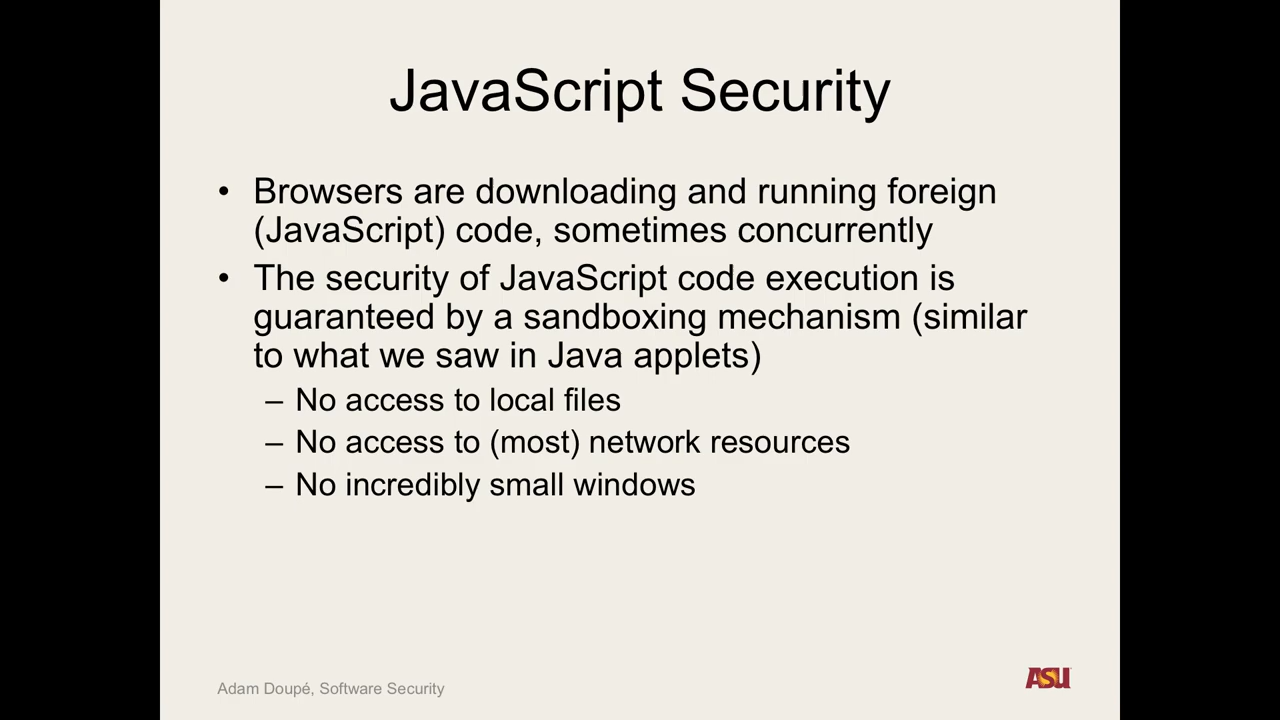 JavaScript Security
• Browsers are downloading and running foreign
(JavaScript) code, sometimes concurrently
• The security of JavaScript code execution is
guaranteed by a sandboxing mechanism (similar
to what we saw in Java applets)
– No access to local files
– No access to (most) network resources
– No incredibly small windows
Adam Doupé, Software Security
ASU